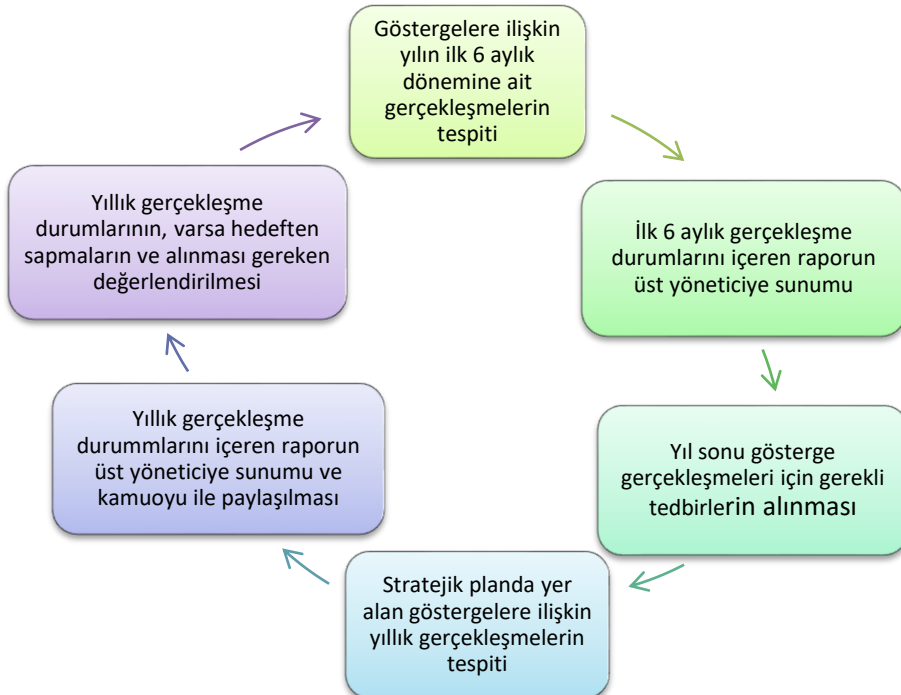 Göstergelere ilişkin
yılın ilk 6 aylık
dönemine ait
gerçekleşmelerin
tespiti
İlk 6 aylık gerçekleşme
durumlarını içeren raporun
üst yöneticiye sunumu
Yıl sonu gösterge
gerçekleşmeleri için gerekli
tedbirlerin alınması
Stratejik planda yer
alan göstergelere ilişkin
yıllık gerçekleşmelerin
tespiti
Yıllık gerçekleşme
durummlarını içeren raporun
üst yöneticiye sunumu ve
kamuoyu ile paylaşılması
Yıllık gerçekleşme
durumlarının, varsa hedeften
sapmaların ve alınması gereken
değerlendirilmesi